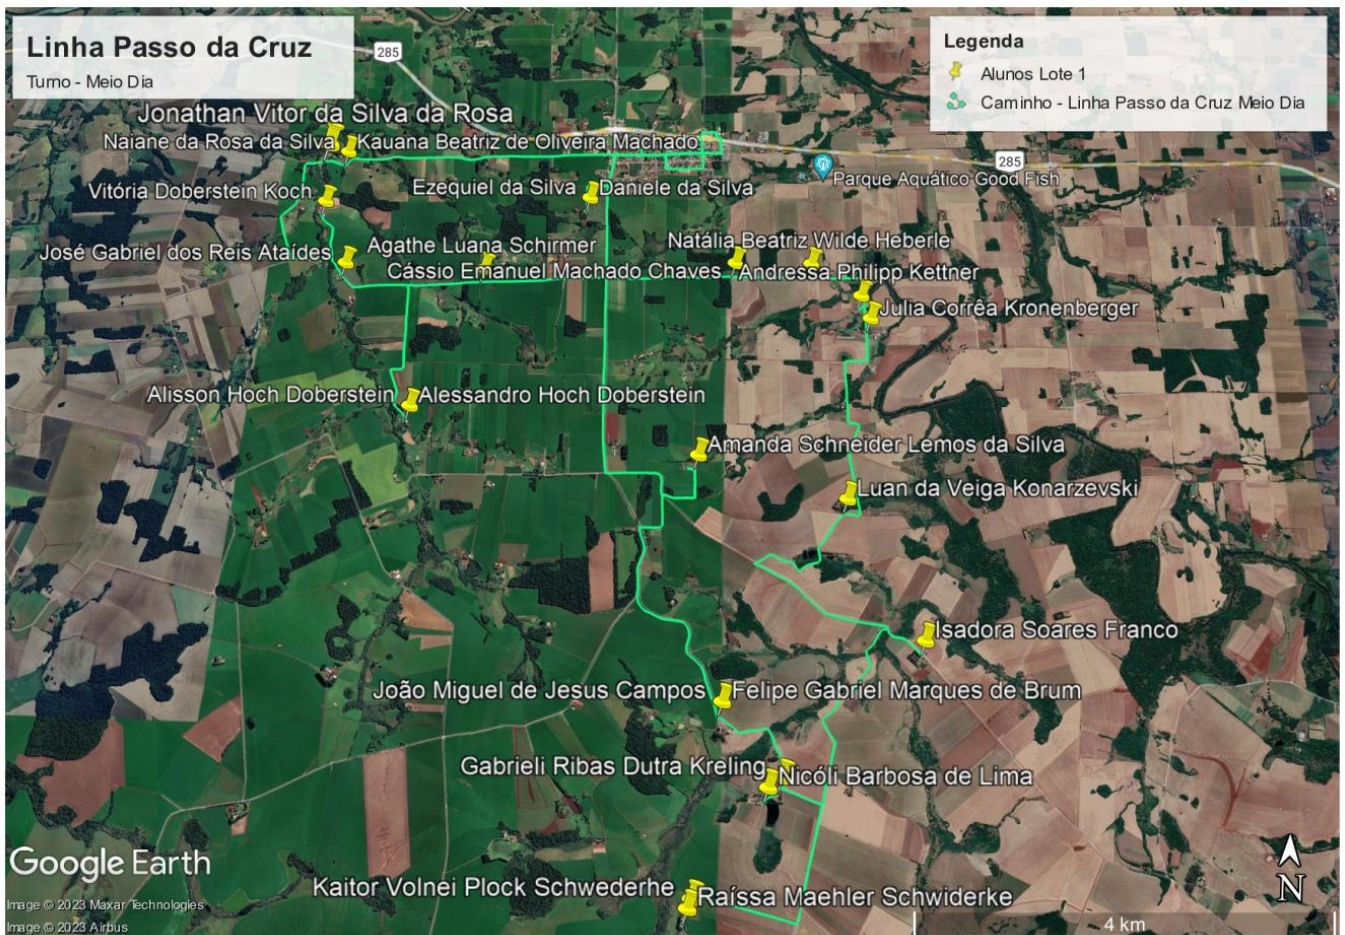 Linha Passo da Cruz
Turno - Meio Dia
285
Legenda
Alunos Lote 1
Caminho - Linha Passo da Cruz Meio Dia
Jonathan Vitor da Silva da Rosa
Naiane da Rosa da Silva
Kauana Beatriz de Oliveira Machado
285
Parque Aquático Good Fish
Vitória Doberstein Koch
Ezequiel da Silva
Daniele da Silva
José Gabriel dos Reis Ataídes
Agathe Luana Schirmer
Natália Beatriz Wilde Heberle
Cássio Emanuel Machado Chaves
Andressa Philipp Kettner
Julia Corrêa Kronenberger
Alisson Hoch Doberstein
Alessandro Hoch Doberstein
Amanda Schneider Lemos da Silva
Luan da Veiga Konarzevski
Isadora Soares Franco
João Miguel de Jesus Campos
Felipe Gabriel Marques de Brum
Gabrieli Ribas Dutra Kreling
Nicóli Barbosa de Lima
Kaitor Volnei Plock Schwederhe
Raíssa Maehler Schwiderke
Google Earth
Image © 2023 Maxar Technologies
Image © 2023 Airbus
N
4 km